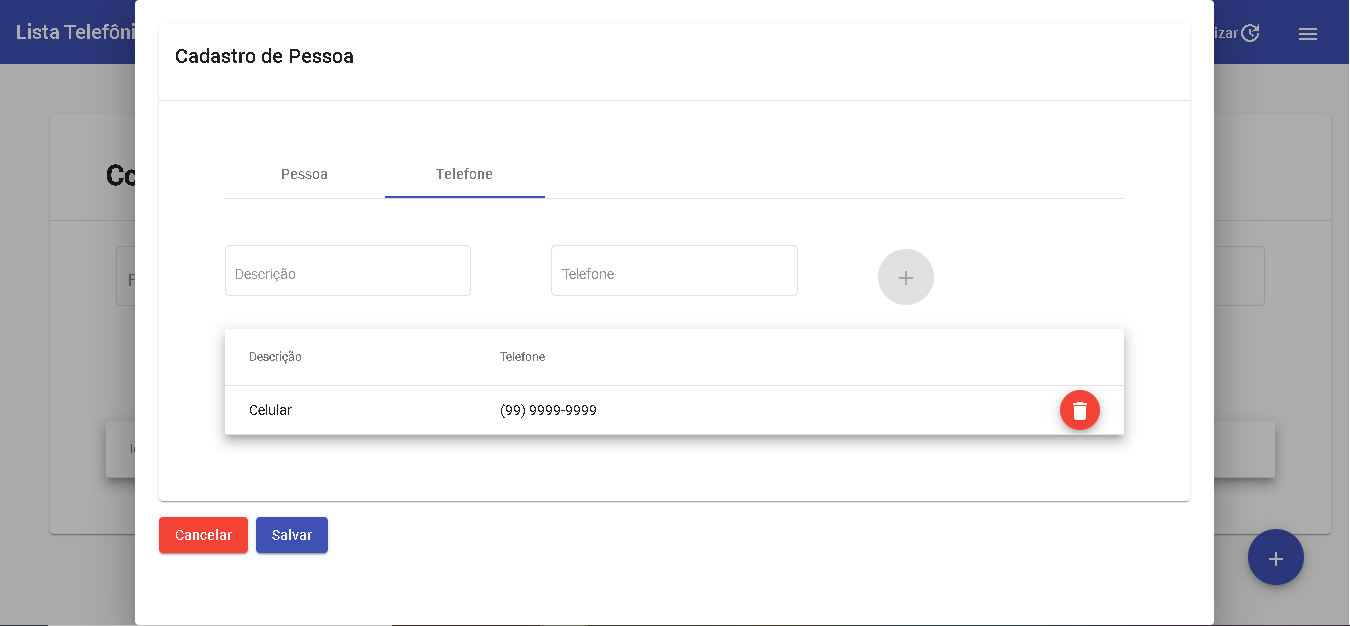 Lista Telefôni
izar
Cadastro de Pessoa
Co
Pessoa Telefone
Descrição Telefone
Descrição Telefone
Celular (99) 9999-9999
Cancelar Salvar